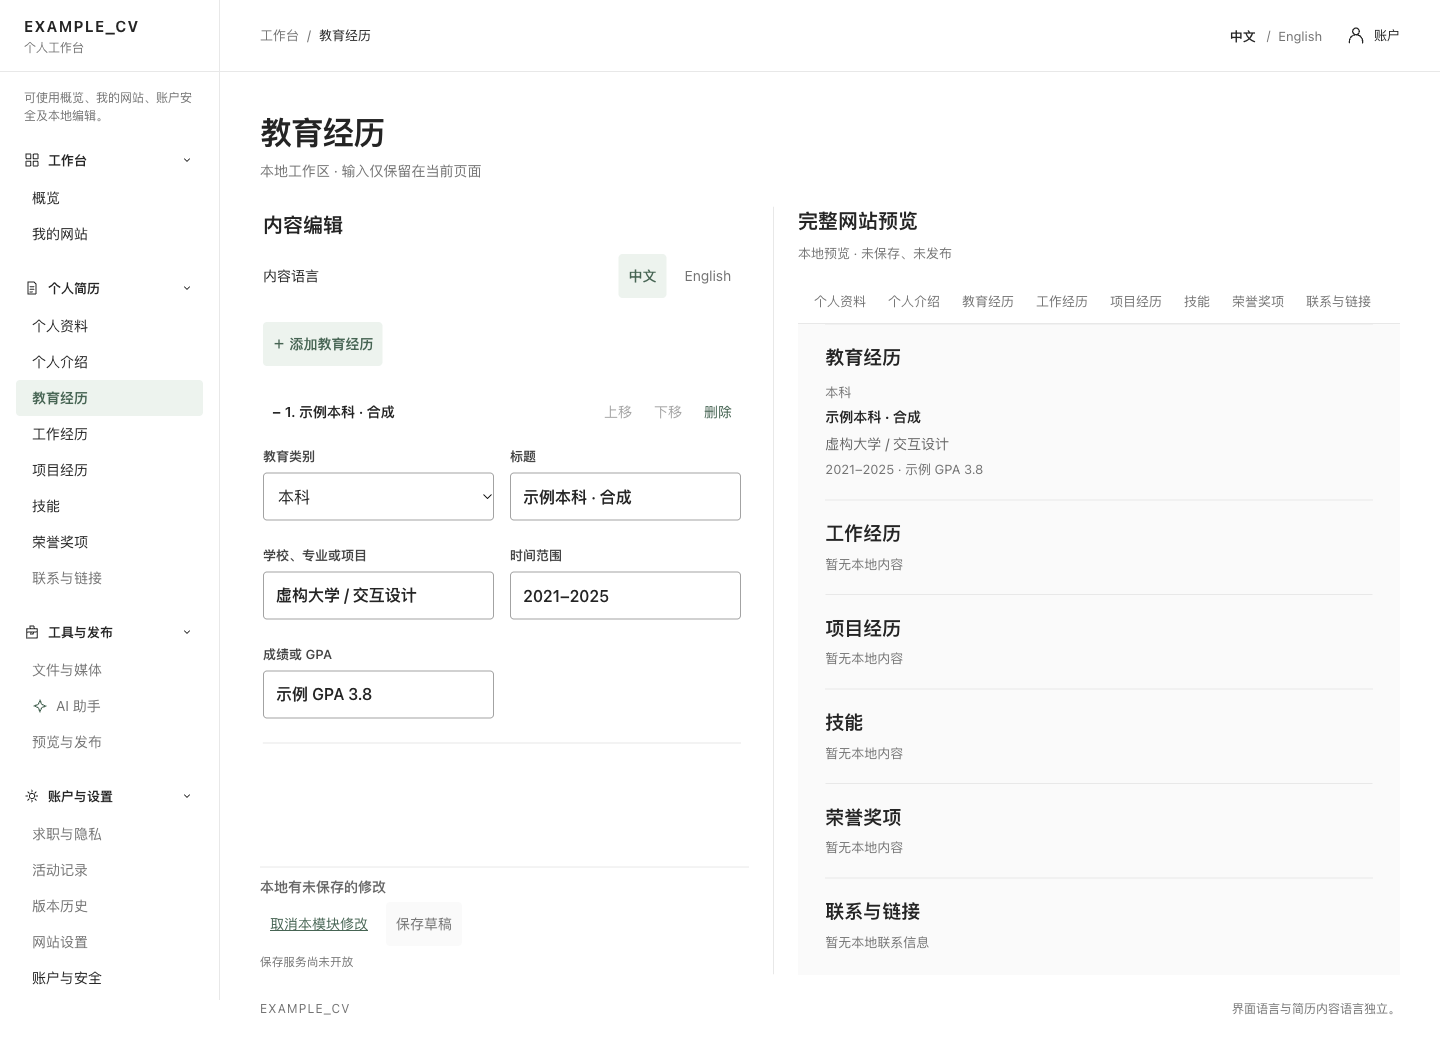 EXAMPLE_CV
个人工作台
可使用概览、我的网站、账户安
全及本地编辑。
工作台
概览
我的网站
个人简历
个人资料
个人介绍
教育经历
工作经历
项目经历
技能
荣誉奖项
联系与链接
工具与发布
文件与媒体
AI 助手
预览与发布
账户与设置
求职与隐私
活动记录
版本历史
网站设置
账户与安全
工作台 / 教育经历
中文 / English
账户
教育经历
本地工作区 · 输入仅保留在当前页面
内容编辑
内容语言
中文
English
+ 添加教育经历
– 1. 示例本科 · 合成
上移
下移
删除
教育类别
本科
标题
示例本科 · 合成
学校、专业或项目
虚构大学 / 交互设计
时间范围
2021–2025
成绩或 GPA
示例 GPA 3.8
本地有未保存的修改
取消本模块修改
保存草稿
保存服务尚未开放
完整网站预览
本地预览 · 未保存、未发布
个人资料
个人介绍
教育经历
工作经历
项目经历
技能
荣誉奖项
联系与链接
教育经历
本科
示例本科 · 合成
虚构大学 / 交互设计
2021–2025 · 示例 GPA 3.8
工作经历
暂无本地内容
项目经历
暂无本地内容
技能
暂无本地内容
荣誉奖项
暂无本地内容
联系与链接
暂无本地联系信息
EXAMPLE_CV
界面语言与简历内容语言独立。